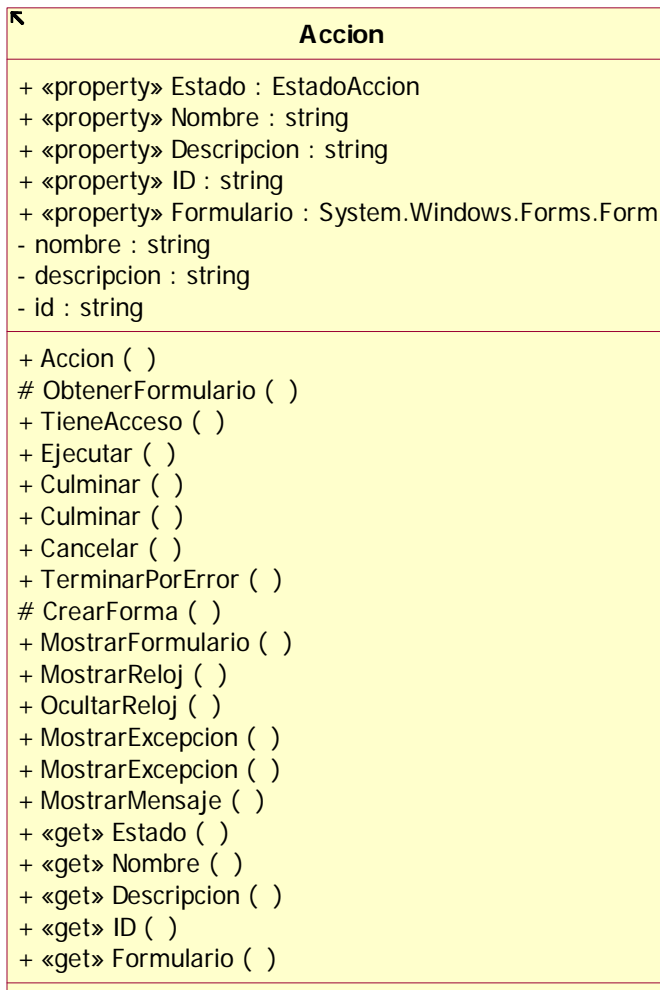 Accion
+ «property» Estado : EstadoAccion
+ «property» Nombre : string
+ «property» Descripcion : string
+ «property» ID : string
+ «property» Formulario : System.Windows.Forms.Form
- nombre : string
- descripcion : string
- id : string
+ Accion ( )
# ObtenerFormulario ( )
+ TieneAcceso ( )
+ Ejecutar ( )
+ Culminar ( )
+ Culminar ( )
+ Cancelar ( )
+ TerminarPorError ( )
# CrearForma ( )
+ MostrarFormulario ( )
+ MostrarReloj ( )
+ OcultarReloj ( )
+ MostrarExcepcion ( )
+ MostrarExcepcion ( )
+ MostrarMensaje ( )
+ «get» Estado ( )
+ «get» Nombre ( )
+ «get» Descripcion ( )
+ «get» ID ( )
+ «get» Formulario ( )